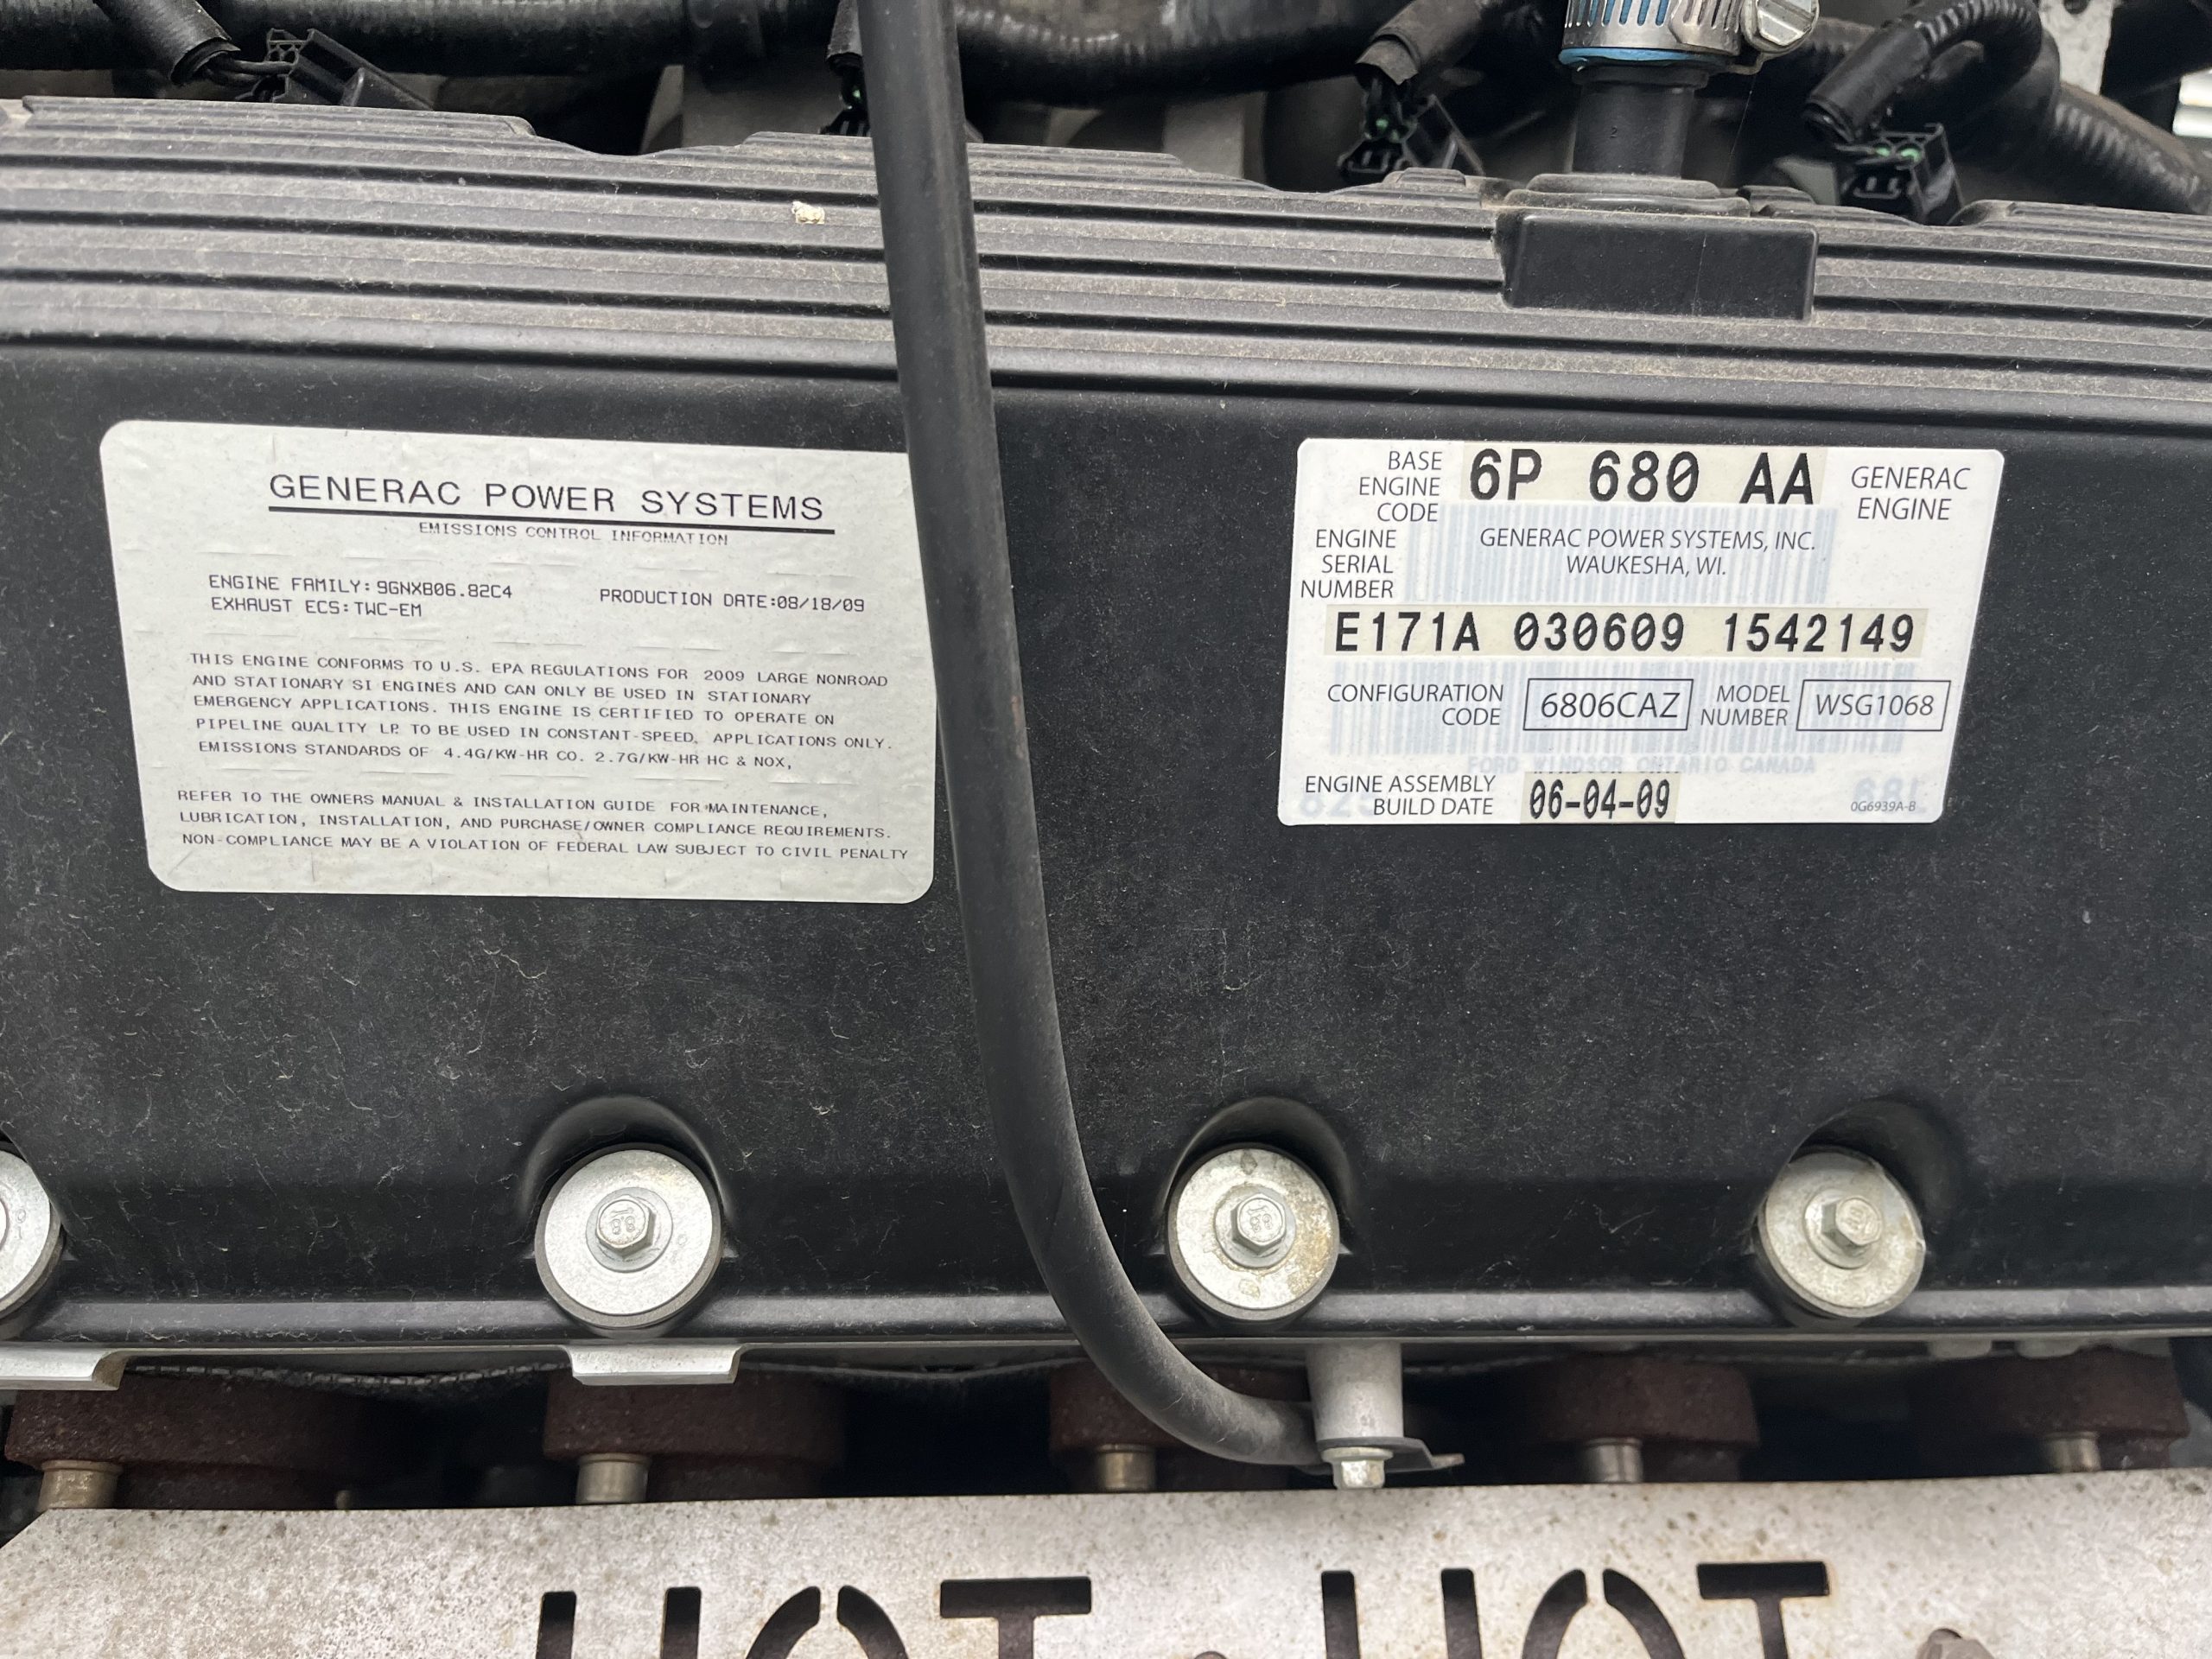 GENERAC POWER SYSTEMS
EMISSIONS CONTROL INFORMATION
ENGINE FAMILY: 9GNXB06.82C4
EXHAUST ECS: TWC-EM
PRODUCTION DATE:08/18/09
THIS ENGINE CONFORMS TO U.S. EPA REGULATIONS FOR 2009 LARGE NONROAD
AND STATIONARY SI ENGINES AND CAN ONLY BE USED IN STATIONARY
EMERGENCY APPLICATIONS. THIS ENGINE IS CERTIFIED TO OPERATE ON
PIPELINE QUALITY LP. TO BE USED IN CONSTANT-SPEED, APPLICATIONS ONLY.
EMISSIONS STANDARDS OF 4.4G/KW-HR CO. 2.7G/KW-HR HC & NOX,
REFER TO THE OWNERS MANUAL & INSTALLATION GUIDE FOR MAINTENANCE,
LUBRICATION, INSTALLATION, AND PURCHASE/OWNER COMPLIANCE REQUIREMENTS.
NON-COMPLIANCE MAY BE A VIOLATION OF FEDERAL LAW SUBJECT TO CIVIL PENALTY
BASE
ENGINE
CODE
6P 680 AA
GENERAC
ENGINE
ENGINE
SERIAL
NUMBER
GENERAC POWER SYSTEMS, INC.
WAUKESHA, WI.
E171A 030609 1542149
CONFIGURATION
CODE
6806CAZ
MODEL
NUMBER
WSG1068
FORD WINDSOR ONTARIO CANADA
ENGINE ASSEMBLY
BUILD DATE
06-04-09
0G6939A-B
8.8
8.8
HOT HOT